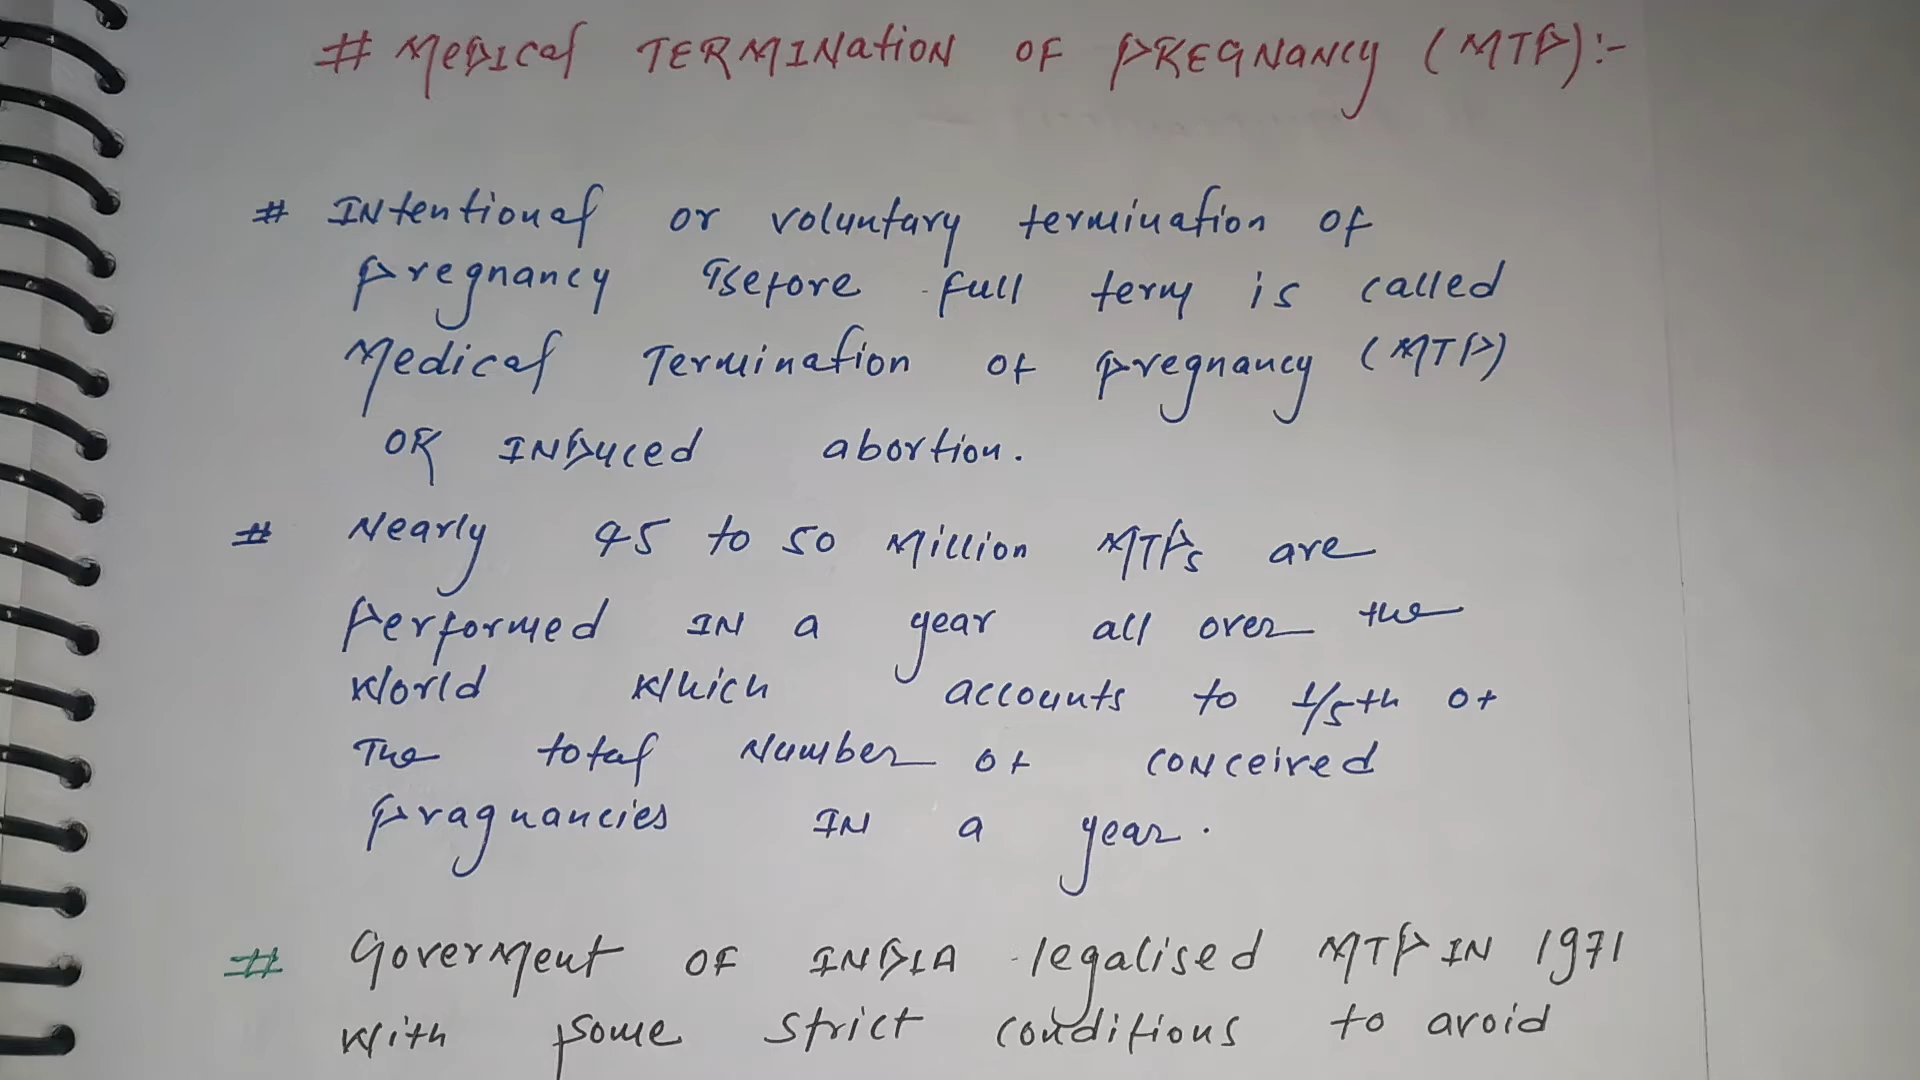 # MEDICAL TERMINATION OF PREGNANCY (MTP):-
# INtentional or voluntary termination of
pregnancy Before full term is called
Medical Termination of pregnancy (MTP)
OR INDuced abortion.
# Nearly 45 to 50 Million MTPs are
performed IN a year all over the
World Which accounts to 1/5th of
The total Number of conceived
pragnancies IN a year.
# Goverment OF INDIA legalised MTP IN 1971
With some strict conditions to avoid